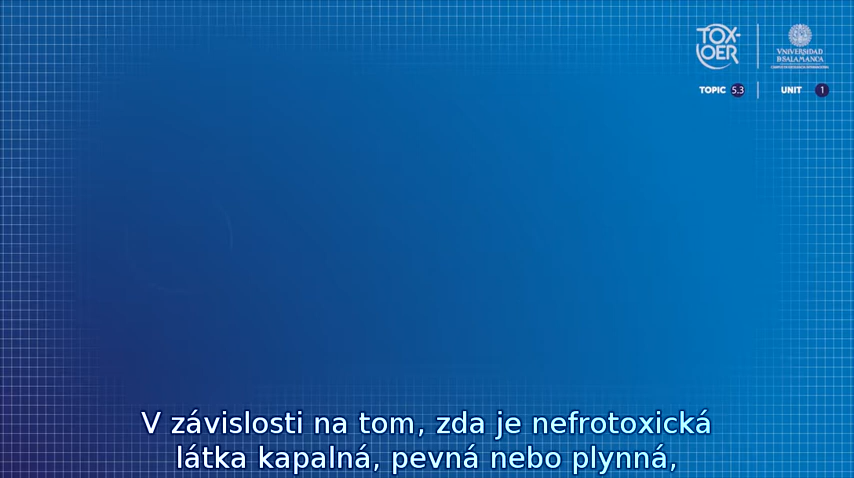 TOX-
OER
VNIVERSIDAD
D SALAMANCA
TOPIC 5.3
UNIT 1
V závislosti na tom, zda je nefrotoxická
látka kapalná, pevná nebo plynná,